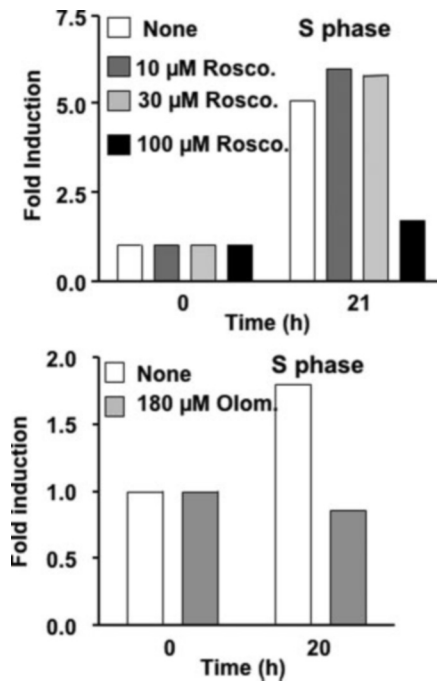 7.5
S phase
None
10 µM Rosco.
30 µM Rosco.
100 µM Rosco.
5.0
2.5
0.0
Fold Induction
0
21
Time (h)
2.0
S phase
None
180 µM Olom.
1.5
1.0
0.5
0.0
Fold induction
0
20
Time (h)